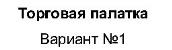 Торговая палатка
Вариант №1